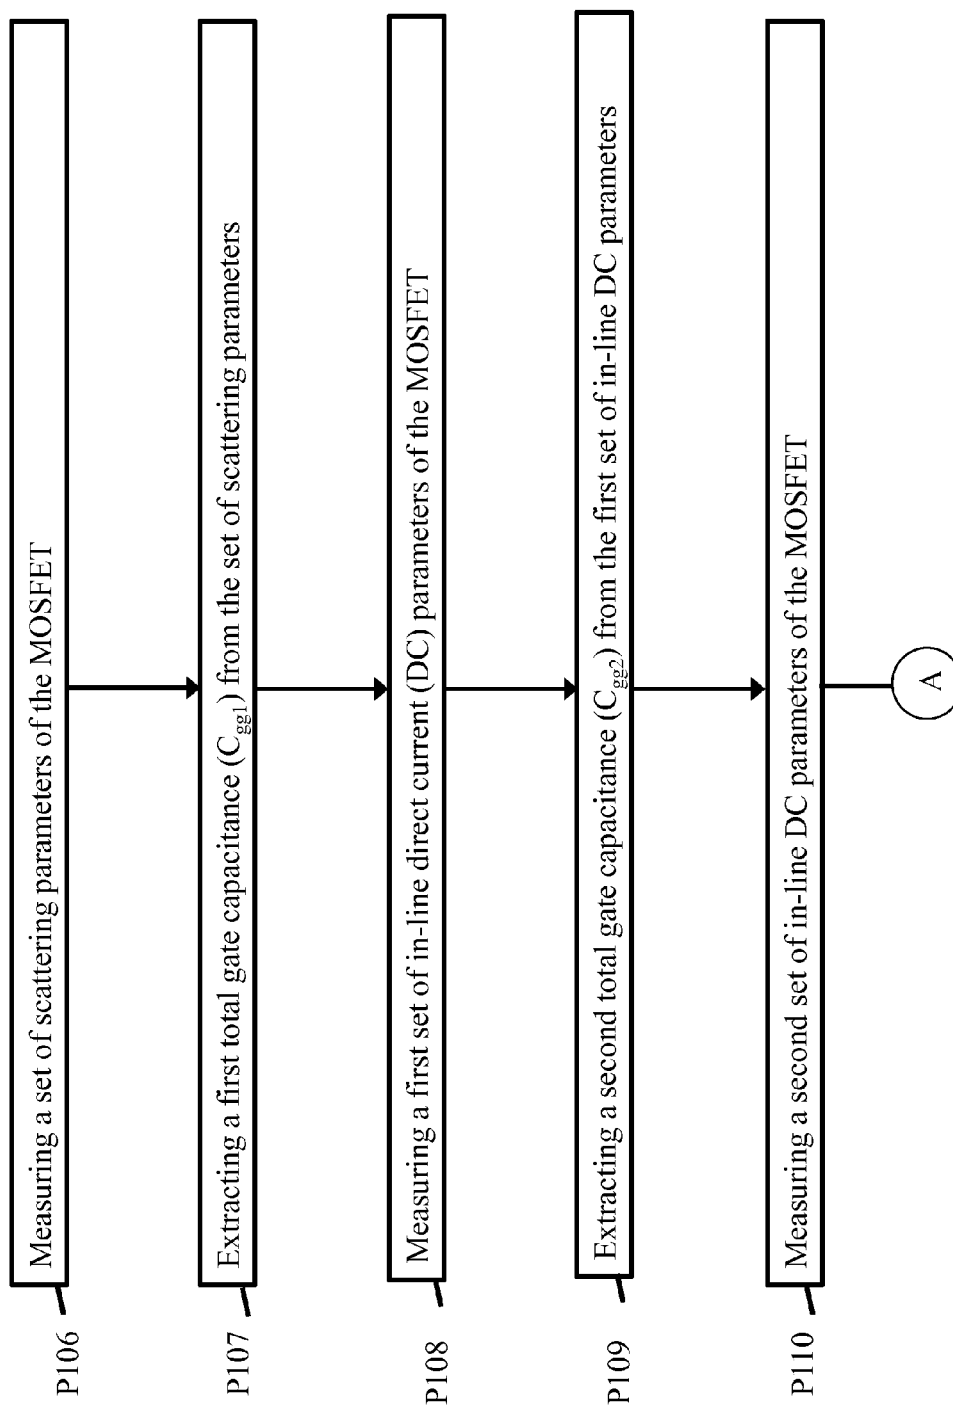 P106 Measuring a set of scattering parameters of the MOSFET
P107 Extracting a first total gate capacitance (Cgg1) from the set of scattering parameters
P108 Measuring a first set of in-line direct current (DC) parameters of the MOSFET
P109 Extracting a second total gate capacitance (Cgg2) from the first set of in-line DC parameters
P110 Measuring a second set of in-line DC parameters of the MOSFET
A